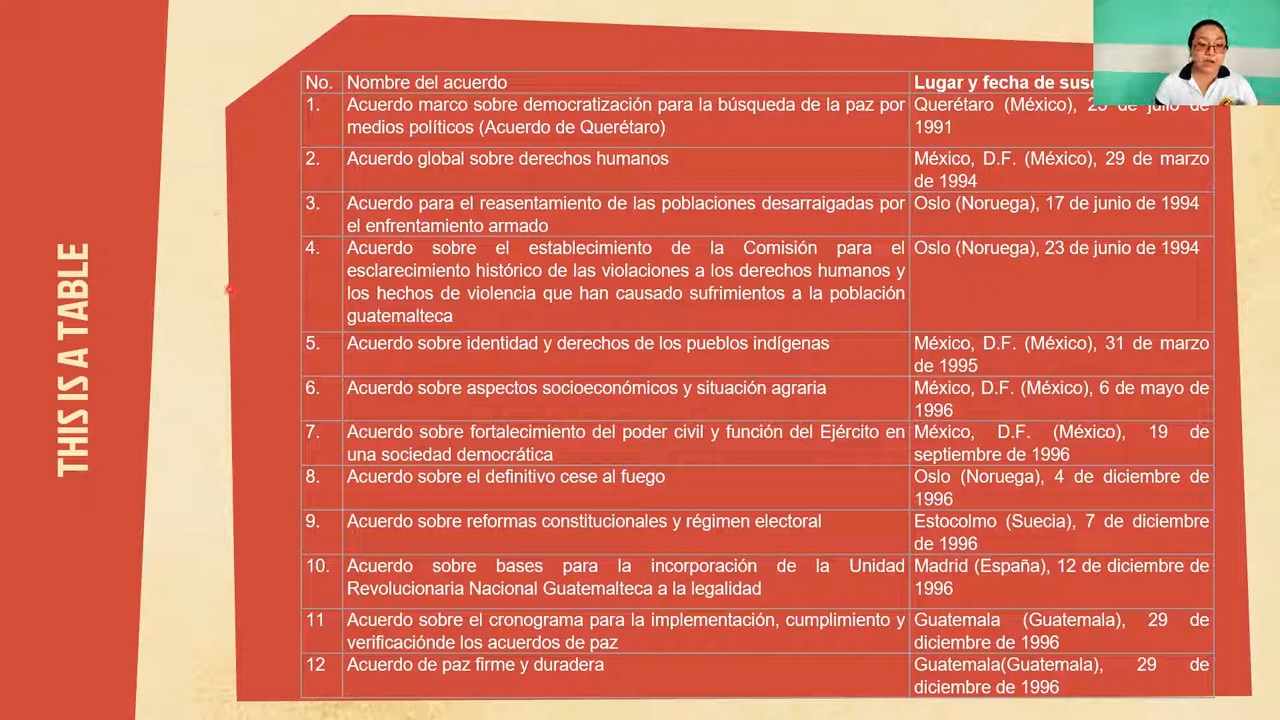 THIS IS A TABLE
No. Nombre del acuerdo Lugar y fecha de
1. Acuerdo marco sobre democratización para la búsqueda de la paz por Querétaro (México), de julio de
medios políticos (Acuerdo de Querétaro) 1991
2. Acuerdo global sobre derechos humanos México, D.F. (México), 29 de marzo
de 1994
3. Acuerdo para el reasentamiento de las poblaciones desarraigadas por Oslo (Noruega), 17 de junio de 1994
el enfrentamiento armado
4. Acuerdo sobre el establecimiento de la Comisión para el Oslo (Noruega), 23 de junio de 1994
esclarecimiento histórico de las violaciones a los derechos humanos y
los hechos de violencia que han causado sufrimientos a la población
guatemalteca
5. Acuerdo sobre identidad y derechos de los pueblos indígenas México, D.F. (México), 31 de marzo
de 1995
6. Acuerdo sobre aspectos socioeconómicos y situación agraria México, D.F. (México), 6 de mayo de
1996
7. Acuerdo sobre fortalecimiento del poder civil y función del Ejército en México, D.F. (México), 19 de
una sociedad democrática septiembre de 1996
8. Acuerdo sobre el definitivo cese al fuego Oslo (Noruega), 4 de diciembre de
1996
9. Acuerdo sobre reformas constitucionales y régimen electoral Estocolmo (Suecia), 7 de diciembre
de 1996
10. Acuerdo sobre bases para la incorporación de la Unidad Madrid (España), 12 de diciembre de
Revolucionaria Nacional Guatemalteca a la legalidad 1996
11 Acuerdo sobre el cronograma para la implementación, cumplimiento y Guatemala (Guatemala), 29 de
verificaciónde los acuerdos de paz diciembre de 1996
12 Acuerdo de paz firme y duradera Guatemala(Guatemala), 29 de
diciembre de 1996